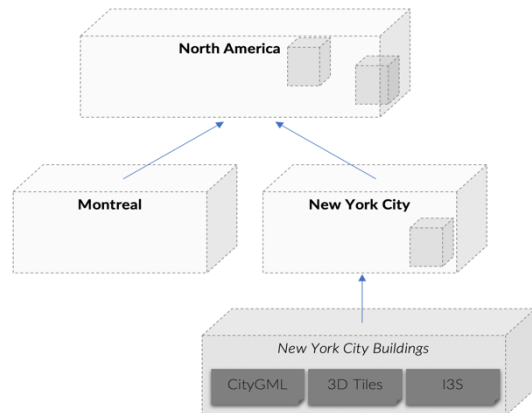 North America
Montreal
New York City
New York City Buildings
CityGML
3D Tiles
I3S